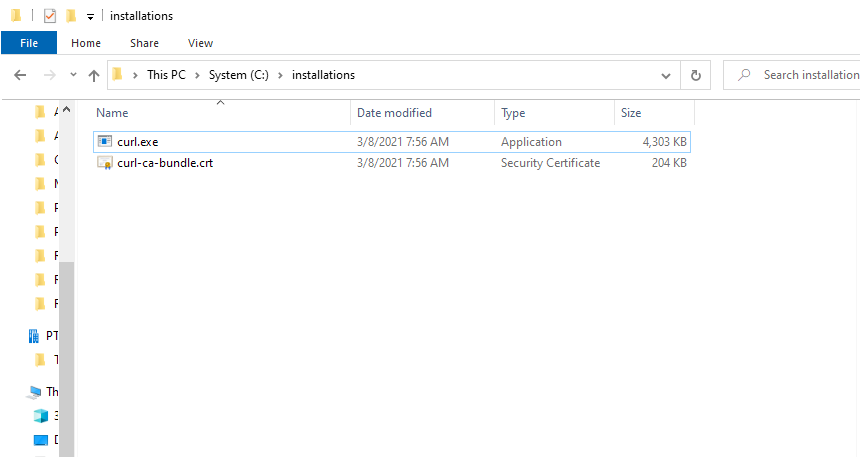 installations
File Home Share View
This PC System (C:) installations
Search installation
Name Date modified Type Size
curl.exe 3/8/2021 7:56 AM Application 4,303 KB
curl-ca-bundle.crt 3/8/2021 7:56 AM Security Certificate 204 KB
PT
Th